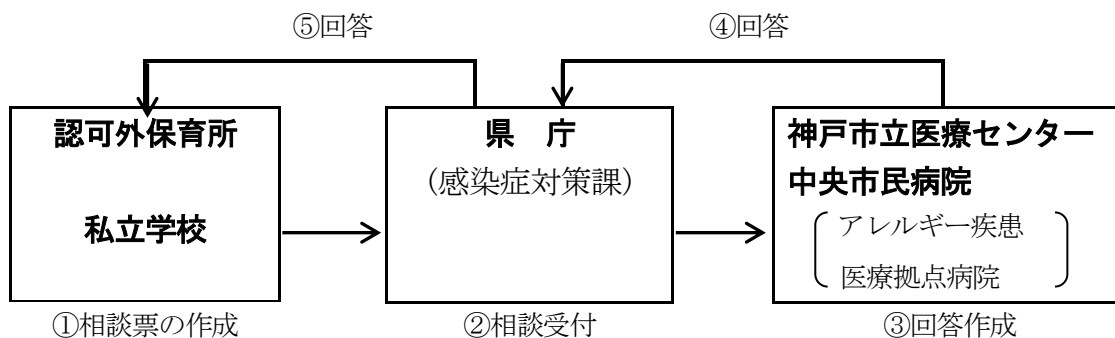 ⑤回答
④回答
認可外保育所
私立学校
県 庁
(感染症対策課)
神戸市立医療センター
中央市民病院
アレルギー疾患
医療拠点病院
①相談票の作成
②相談受付
③回答作成